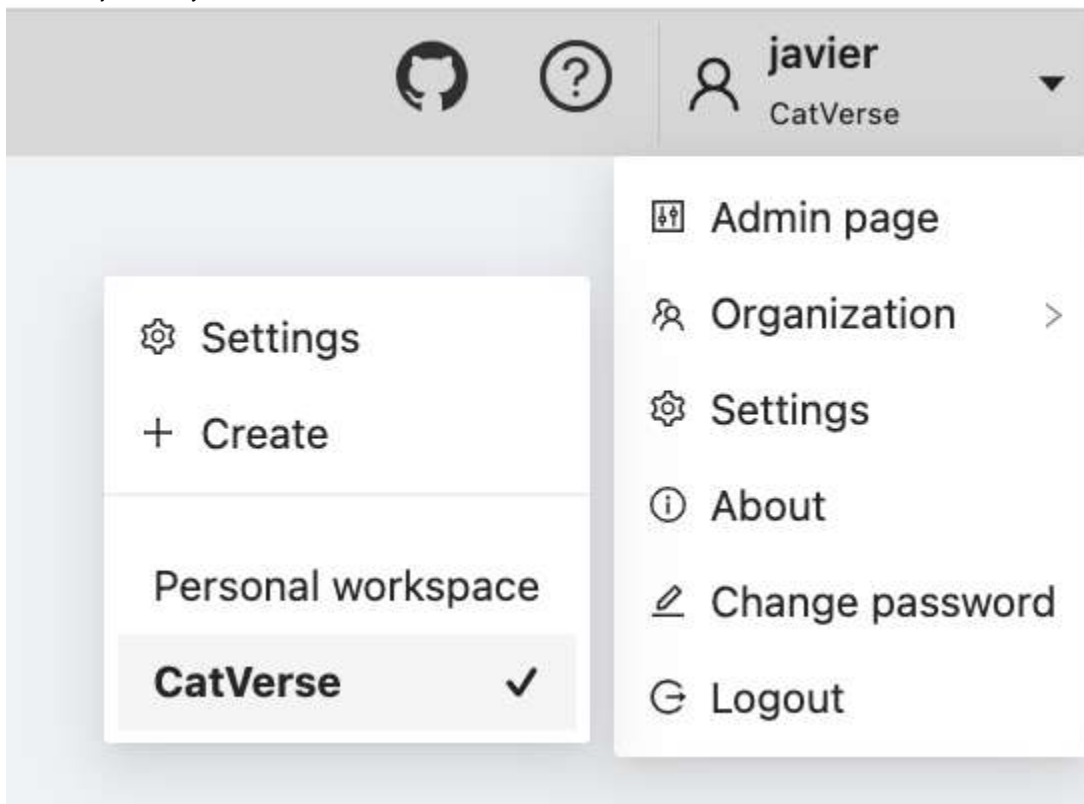 javier
CatVerse
Admin page
Organization
Settings
About
Change password
Logout
Settings
+ Create
Personal workspace
CatVerse